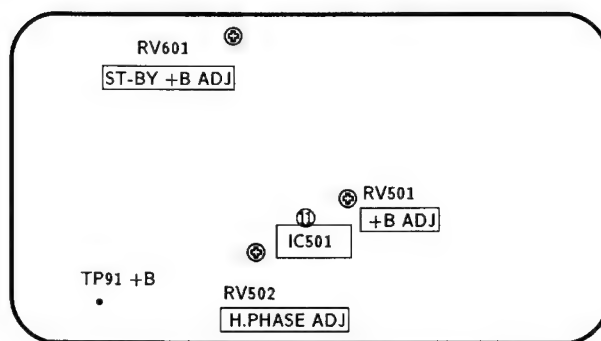 RV601
ST-BY +B ADJ
RV501
+B ADJ
11
IC501
TP91 +B
RV502
H.PHASE ADJ